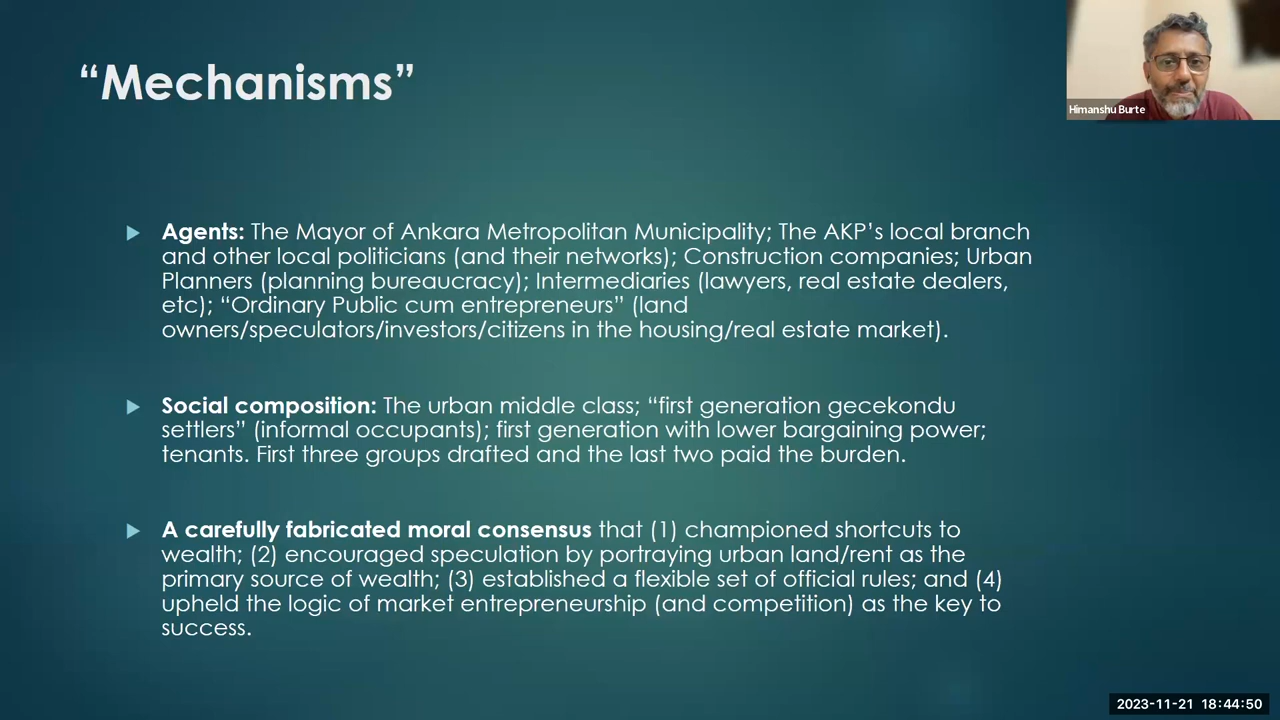 “Mechanisms”
Himanshu Burte
Agents: The Mayor of Ankara Metropolitan Municipality; The AKP’s local branch
and other local politicians (and their networks); Construction companies; Urban
Planners (planning bureaucracy); Intermediaries (lawyers, real estate dealers,
etc); “Ordinary Public cum entrepreneurs” (land
owners/speculators/investors/citizens in the housing/real estate market).
Social composition: The urban middle class; “first generation gecekondu
settlers” (informal occupants); first generation with lower bargaining power;
tenants. First three groups drafted and the last two paid the burden.
A carefully fabricated moral consensus that (1) championed shortcuts to
wealth; (2) encouraged speculation by portraying urban land/rent as the
primary source of wealth; (3) established a flexible set of official rules; and (4)
upheld the logic of market entrepreneurship (and competition) as the key to
success.
2023-11-21 18:44:50